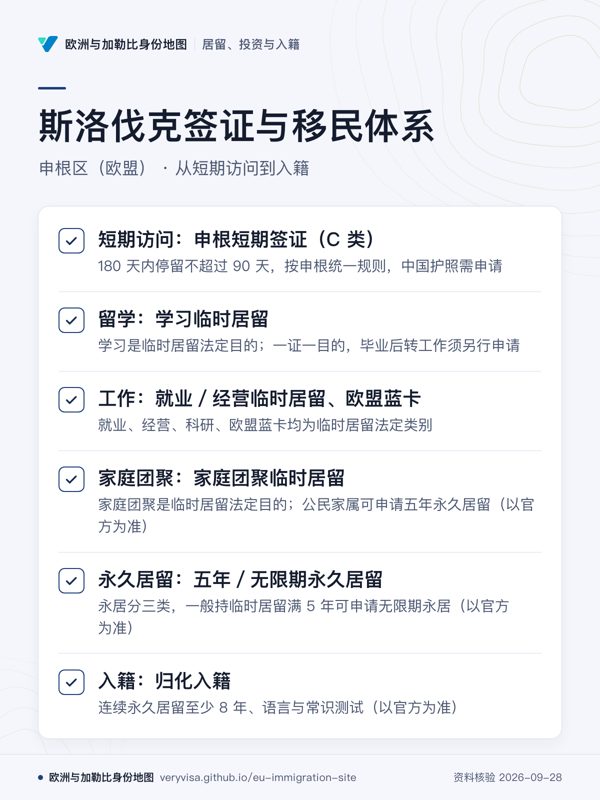 欧洲与加勒比身份地图 居留、投资与入籍
斯洛伐克签证与移民体系
申根区（欧盟） · 从短期访问到入籍
短期访问：申根短期签证（C 类）
180 天内停留不超过 90 天，按申根统一规则，中国护照需申请
留学：学习临时居留
学习是临时居留法定目的；一证一目的，毕业后转工作须另行申请
工作：就业 / 经营临时居留、欧盟蓝卡
就业、经营、科研、欧盟蓝卡均为临时居留法定类别
家庭团聚：家庭团聚临时居留
家庭团聚是临时居留法定目的；公民家属可申请五年永久居留（以官
方为准）
永久居留：五年 / 无限期永久居留
永居分三类，一般持临时居留满 5 年可申请无限期永居（以官方
为准）
入籍：归化入籍
连续永久居留至少 8 年、语言与常识测试（以官方为准）
欧洲与加勒比身份地图 veryvisa.github.io/eu-immigration-site 资料核验 2026-09-28